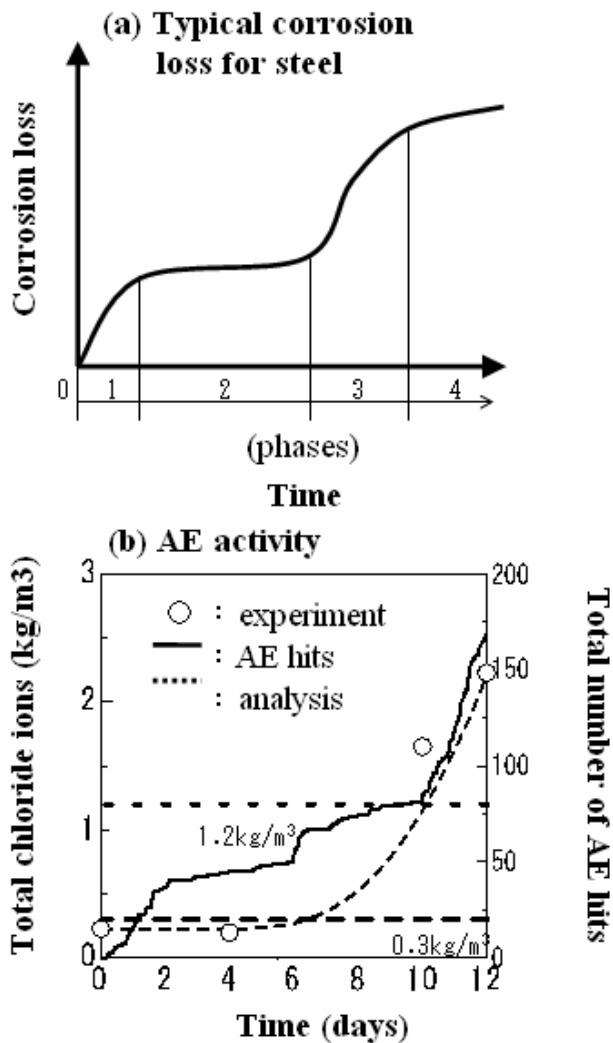 (a) Typical corrosion
loss for steel
Corrosion loss
0 1 2 3 4
(phases)
Time
(b) AE activity
Total chloride ions (kg/m3)
3
2
1
0
○ : experiment
: AE hits
: analysis
1.2kg/m³
0.3kg/m³
200
150
100
50
0
Total number of AE hits
0 2 4 6 8 10 12
Time (days)